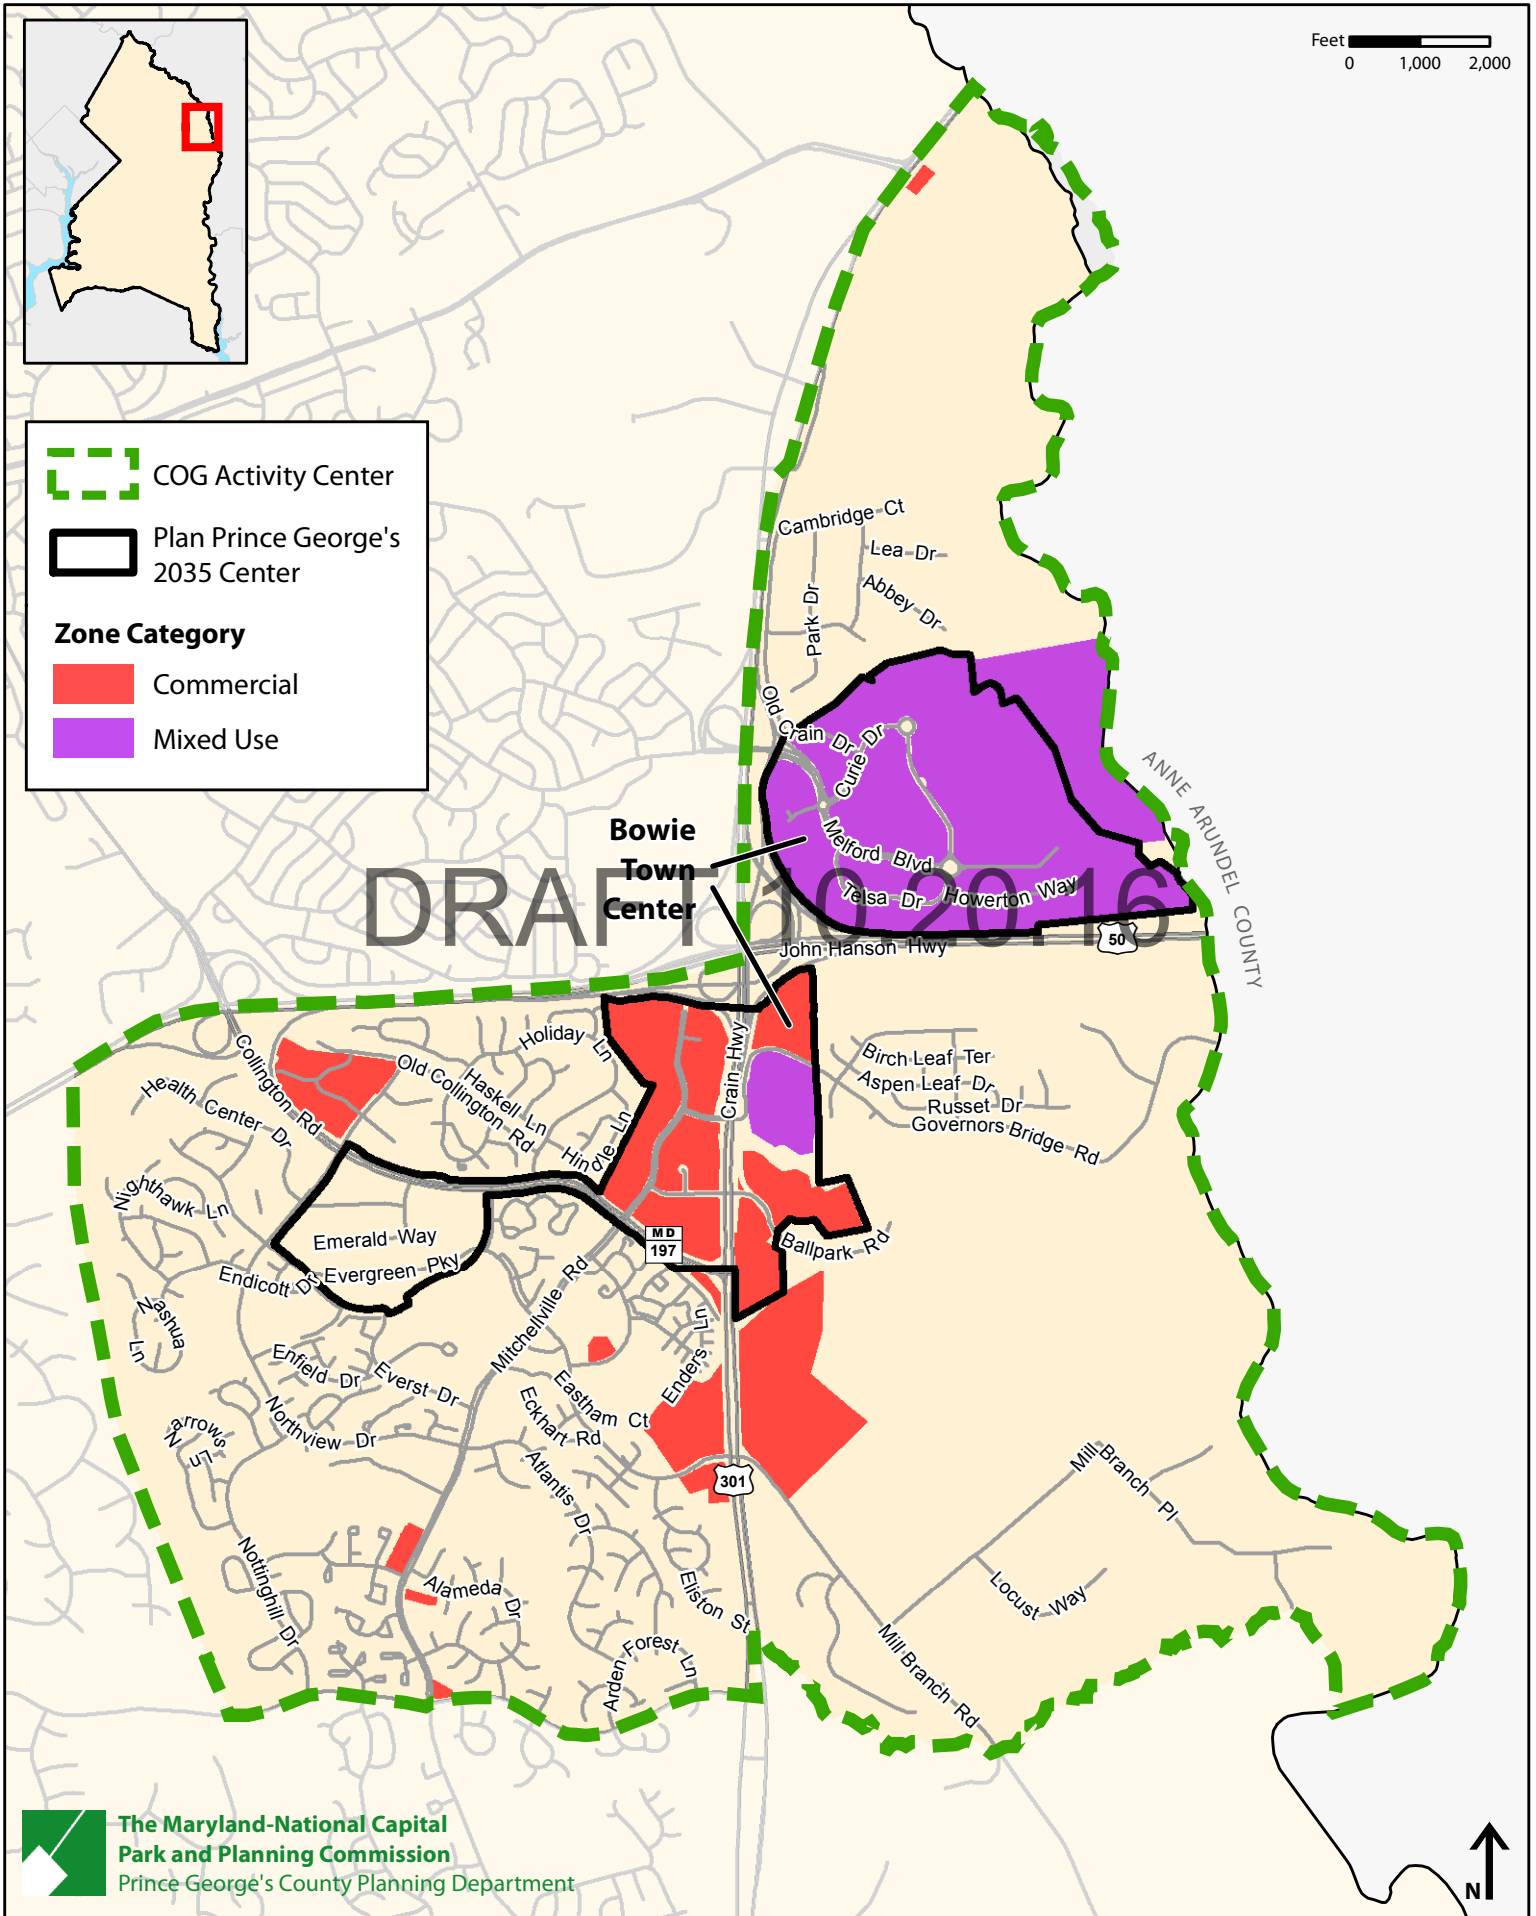 Feet
0 1,000 2,000
COG Activity Center
Plan Prince George's
2035 Center
Zone Category
Commercial
Mixed Use
Cambridge Ct
Lea Dr
Abbey Dr
Park Dr
Old Crain Dr
Curie Dr
Melford Blvd
Telsa Dr
Howerton Way
ANNE ARUNDEL COUNTY
Bowie
Town
Center
DRAFT 10.20.16
John Hanson Hwy
50
Holiday Ln
Crain Hwy
Collington Rd
Old Collington Rd
Haskell Ln
Health Center Dr
Hindle Ln
Birch Leaf Ter
Aspen Leaf Dr
Russet Dr
Governors Bridge Rd
Nighthawk Ln
Emerald Way
Evergreen Pky
Endicott Dr
MD
197
Ballpark Rd
Mitchellville Rd
Nashua Ln
Enders Ln
Enfield Dr
Everst Dr
Eastham Ct
Eckhart Rd
Northview Dr
Narrows Ln
Atlantis Dr
301
Mill Branch Pl
Nottinghill Dr
Alameda Dr
Eliston St
Locust Way
Arden Forest Ln
Mill Branch Rd
The Maryland-National Capital
Park and Planning Commission
Prince George's County Planning Department
N